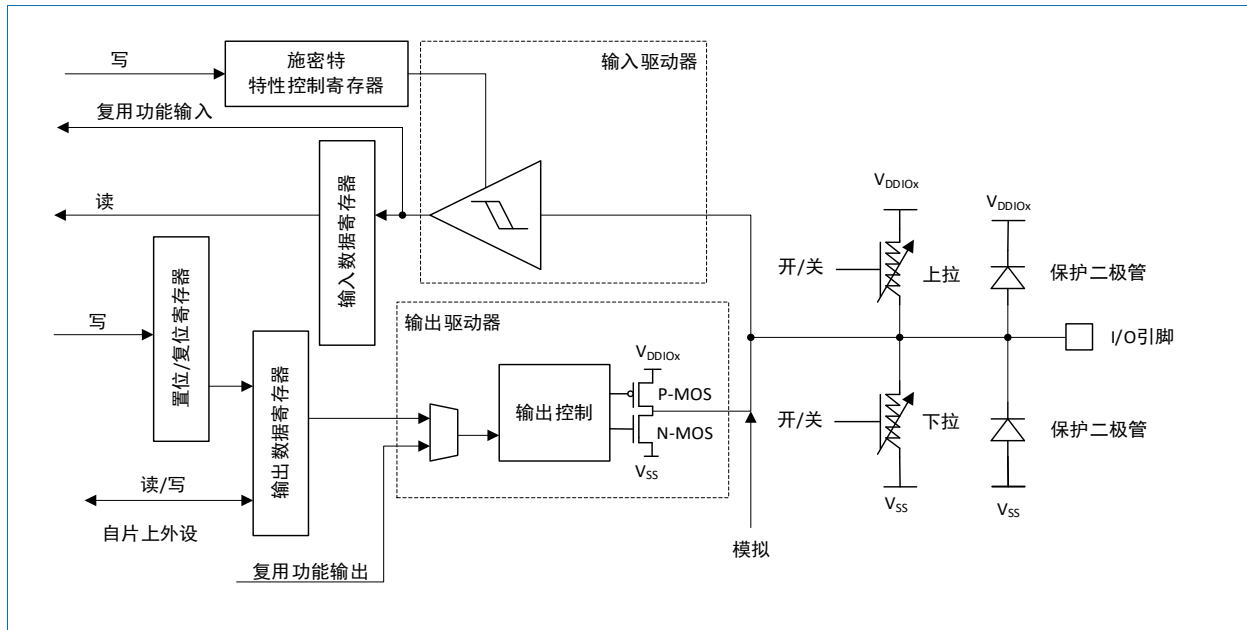 写
施密特
特性控制寄存器
输入驱动器
复用功能输入
读
输入数据寄存器
V_DDIOx
V_DDIOx
开/关
上拉
保护二极管
写
置位/复位寄存器
输出数据寄存器
输出驱动器
I/O引脚
V_DDIOx
P-MOS
输出控制
N-MOS
V_SS
开/关
下拉
保护二极管
读/写
自片上外设
V_SS
V_SS
模拟
复用功能输出